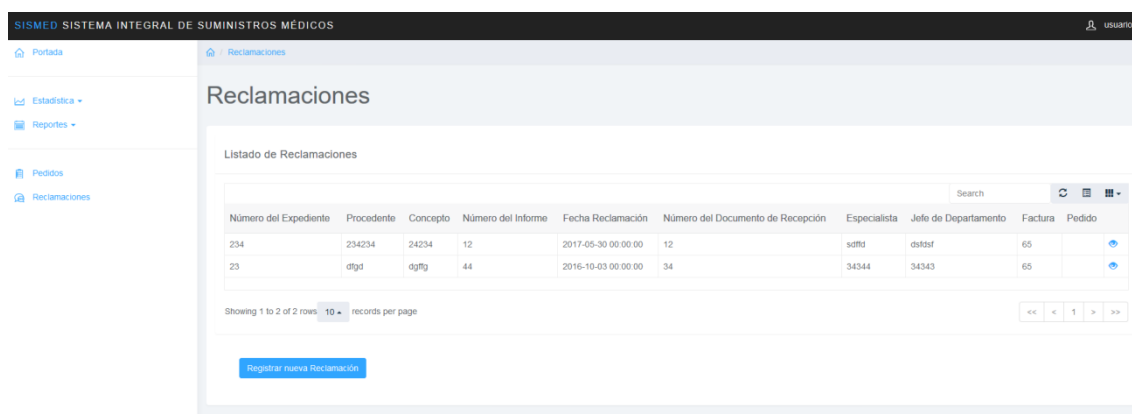 SISMED SISTEMA INTEGRAL DE SUMINISTROS MÉDICOS
usuario
Portada
/ Reclamaciones
Estadística
Reportes
Pedidos
Reclamaciones
Reclamaciones
Listado de Reclamaciones
Search
Número del Expediente Procedente Concepto Número del Informe Fecha Reclamación Número del Documento de Recepción Especialista Jefe de Departamento Factura Pedido
234 234234 24234 12 2017-05-30 00:00:00 12 sdffd dsfdsf 65
23 dfgd dgffg 44 2016-10-03 00:00:00 34 34344 34343 65
Showing 1 to 2 of 2 rows 10 records per page
<< < 1 > >>
Registrar nueva Reclamación